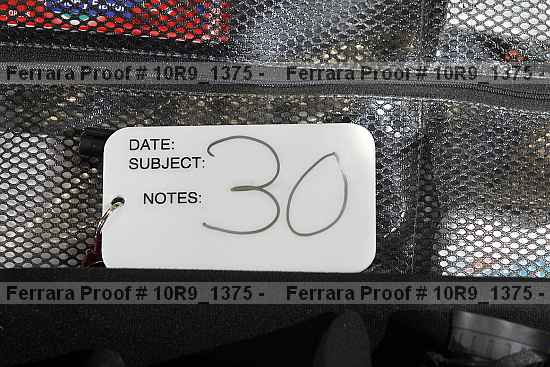 Ferrara Proof # 10R9_1375 - Ferrara Proof # 10R9_1375 -
DATE:
SUBJECT:
NOTES:
30
Ferrara Proof # 10R9_1375 - Ferrara Proof # 10R9_1375 -